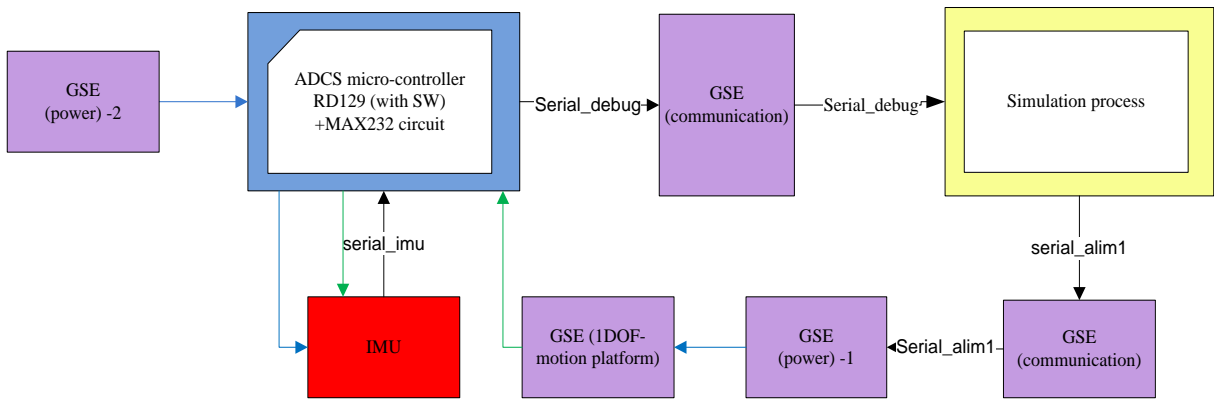 GSE
(power) -2
ADCS micro-controller
RD129 (with SW)
+MAX232 circuit
Serial_debug
GSE
(communication)
Serial_debug
Simulation process
serial_imu
serial_alim1
IMU
GSE (1DOF-
motion platform)
GSE
(power) -1
Serial_alim1
GSE
(communication)